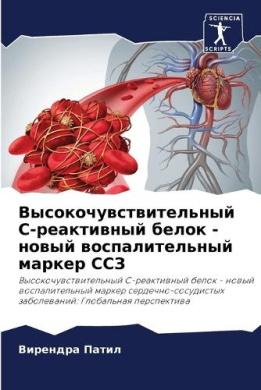 SCIENCIA
SCRIPTS
Высокочувствительный
С-реактивный белок -
новый воспалительный
маркер ССЗ
Высокочувствительный С-реактивный белок - новый
воспалительный маркер сердечно-сосудистых
заболеваний: Глобальная перспектива
Вирендра Патил